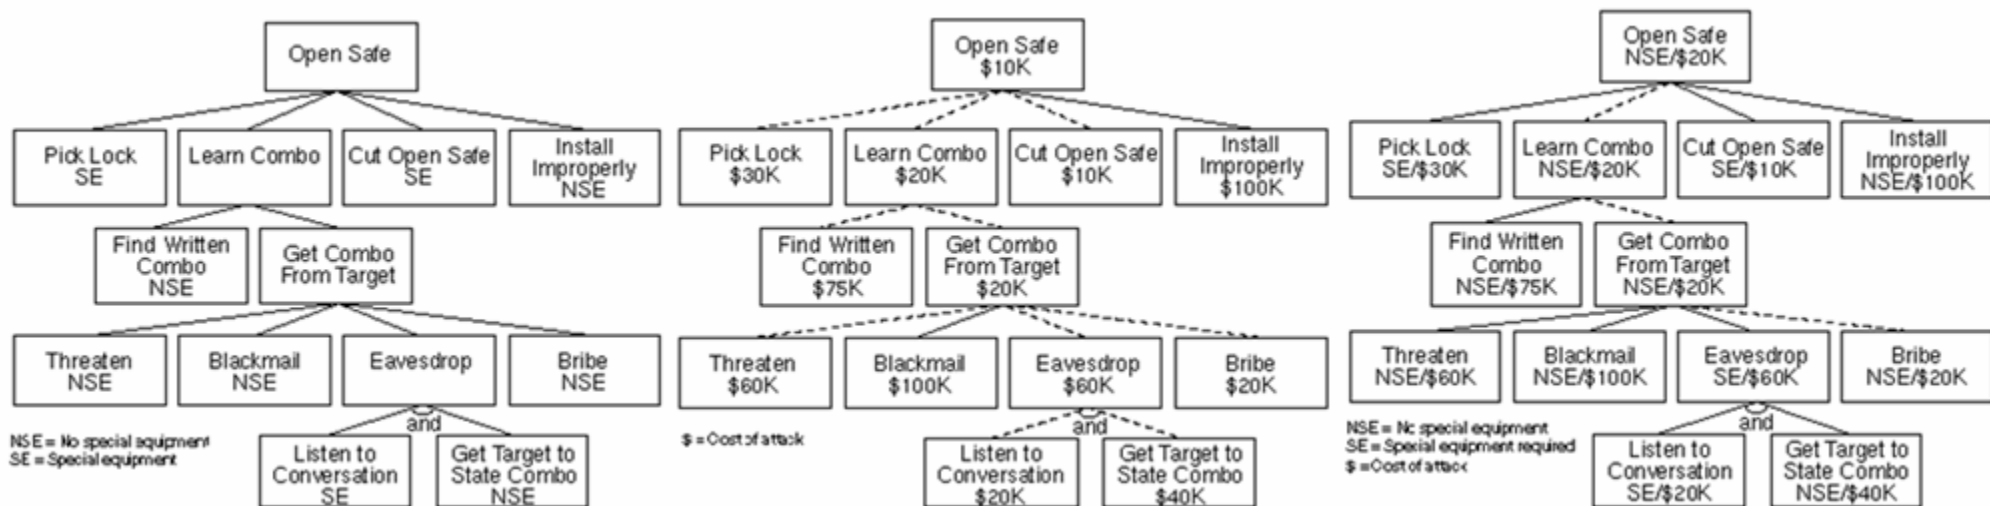 Open Safe
Pick Lock
SE
Learn Combo
Cut Open Safe
SE
Install
Improperly
NSE
Find Written
Combo
NSE
Get Combo
From Target
Threaten
NSE
Blackmail
NSE
Eavesdrop
Bribe
NSE
and
Listen to
Conversation
SE
Get Target to
State Combo
NSE
NSE = No special equipment
SE = Special equipment
Open Safe
$10K
Pick Lock
$30K
Learn Combo
$20K
Cut Open Safe
$10K
Install
Improperly
$100K
Find Written
Combo
$75K
Get Combo
From Target
$20K
Threaten
$60K
Blackmail
$100K
Eavesdrop
$60K
Bribe
$20K
and
Listen to
Conversation
$20K
Get Target to
State Combo
$40K
$ = Cost of attack
Open Safe
NSE/$20K
Pick Lock
SE/$30K
Learn Combo
NSE/$20K
Cut Open Safe
SE/$10K
Install
Improperly
NSE/$100K
Find Written
Combo
NSE/$75K
Get Combo
From Target
NSE/$20K
Threaten
NSE/$60K
Blackmail
NSE/$100K
Eavesdrop
SE/$60K
Bribe
NSE/$20K
and
Listen to
Conversation
SE/$20K
Get Target to
State Combo
NSE/$40K
NSE = No special equipment
SE = Special equipment required
$ = Cost of attack